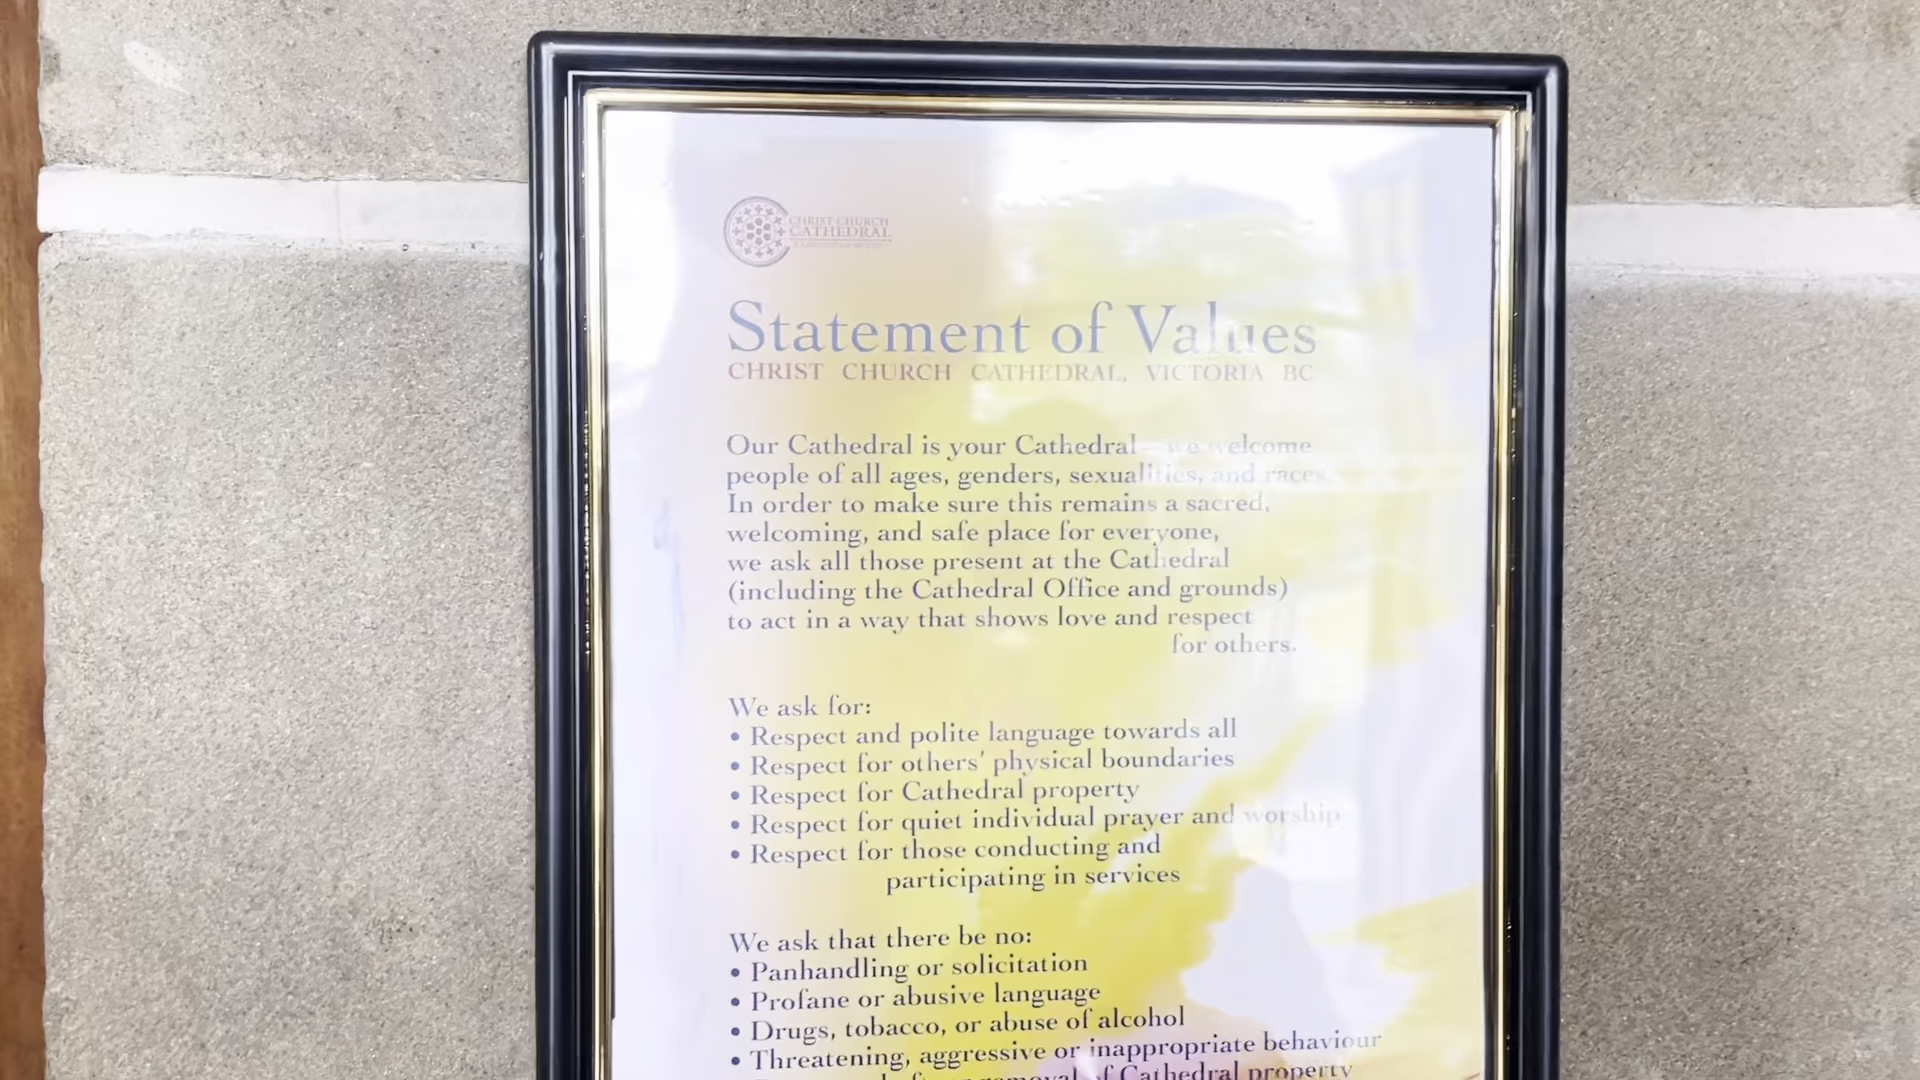 CHRIST CHURCH
CATHEDRAL
Statement of Values
CHRIST CHURCH CATHEDRAL, VICTORIA BC
Our Cathedral is your Cathedral – we welcome
people of all ages, genders, sexualities, and races.
In order to make sure this remains a sacred,
welcoming, and safe place for everyone,
we ask all those present at the Cathedral
(including the Cathedral Office and grounds)
to act in a way that shows love and respect
for others.
We ask for:
• Respect and polite language towards all
• Respect for others' physical boundaries
• Respect for Cathedral property
• Respect for quiet individual prayer and worship
• Respect for those conducting and
participating in services
We ask that there be no:
• Panhandling or solicitation
• Profane or abusive language
• Drugs, tobacco, or abuse of alcohol
• Threatening, aggressive or inappropriate behaviour
removal of Cathedral property